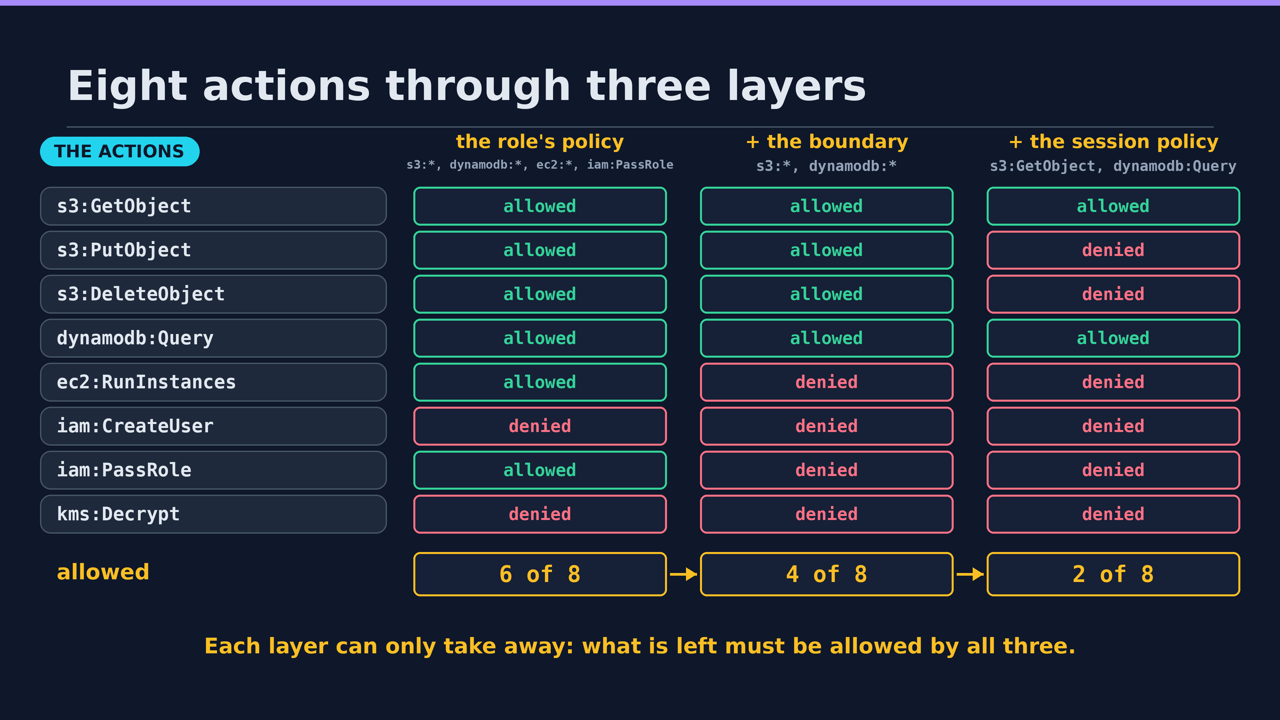 Eight actions through three layers
THE ACTIONS
the role's policy
+ the boundary
+ the session policy
s3:*, dynamodb:*, ec2:*, iam:PassRole
s3:*, dynamodb:*
s3:GetObject, dynamodb:Query
s3:GetObject allowed allowed allowed
s3:PutObject allowed allowed denied
s3:DeleteObject allowed allowed denied
dynamodb:Query allowed allowed allowed
ec2:RunInstances allowed denied denied
iam:CreateUser denied denied denied
iam:PassRole allowed denied denied
kms:Decrypt denied denied denied
allowed 6 of 8 4 of 8 2 of 8
Each layer can only take away: what is left must be allowed by all three.